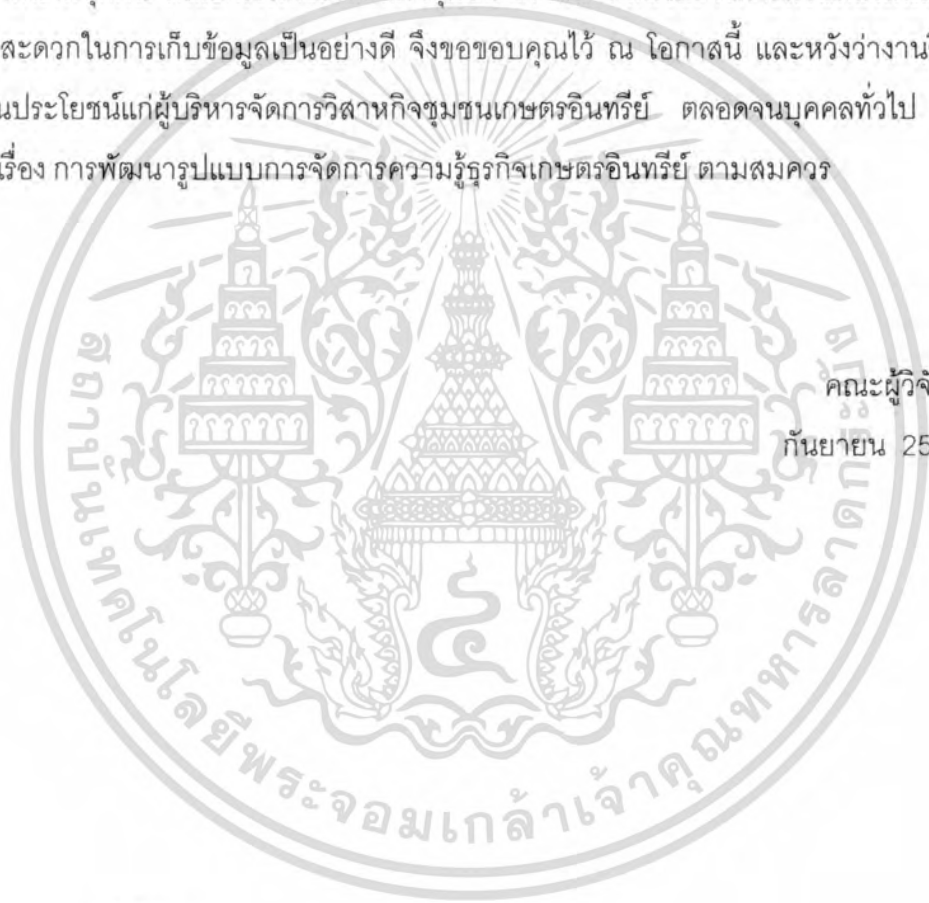 สะดวกในการเก็บข้อมูลเป็นอย่างดี จึงขอขอบคุณไว้ ณ โอกาสนี้ และหวังว่างาน
ประโยชน์แก่ผู้บริหารจัดการวิสาหกิจชุมชนเกษตรอินทรีย์ ตลอดจนบุคคลทั่วไป
เรื่อง การพัฒนารูปแบบการจัดการความรู้ธุรกิจเกษตรอินทรีย์ ตามสมควร
คณะผู้วิจั
กันยายน 25
สถาบันเทคโนโลยีพระจอมเกล้าเจ้าคุณทหารลาดกระบัง